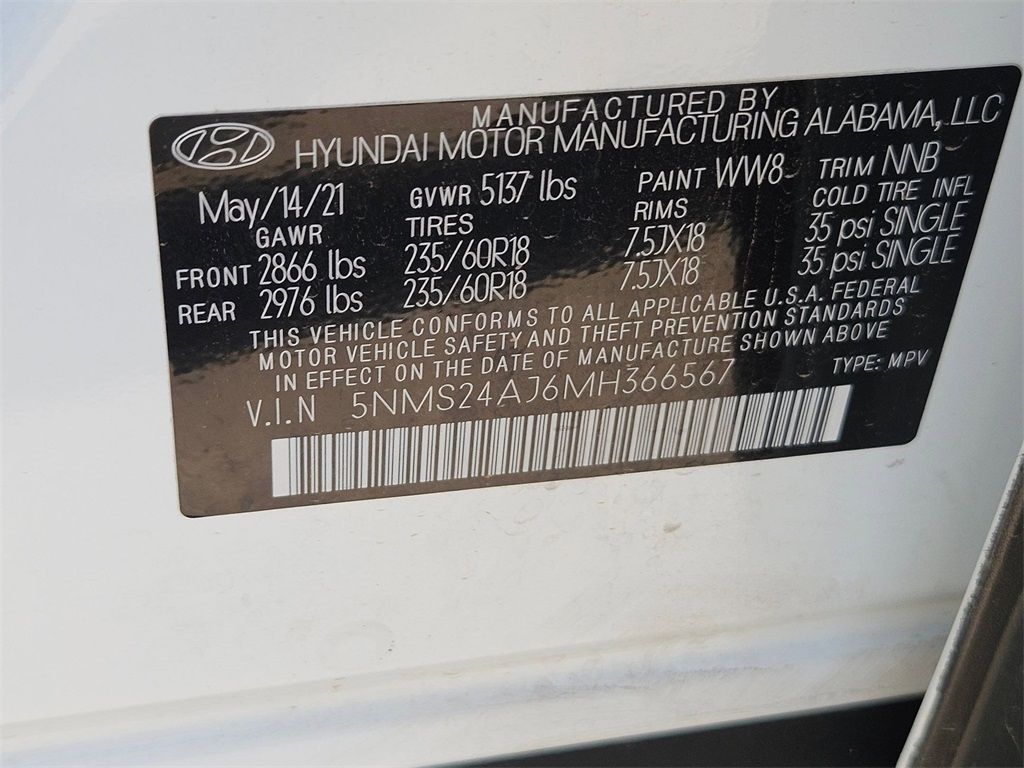 MANUFACTURED BY
HYUNDAI MOTOR MANUFACTURING ALABAMA, LLC
May/14/21 GVWR 5137 lbs PAINT WW8 TRIM NNB
GAWR TIRES RIMS COLD TIRE INFL
FRONT 2866 lbs 235/60R18 7.5JX18 35 psi SINGLE
REAR 2976 lbs 235/60R18 7.5JX18 35 psi SINGLE
THIS VEHICLE CONFORMS TO ALL APPLICABLE U.S.A. FEDERAL
MOTOR VEHICLE SAFETY AND THEFT PREVENTION STANDARDS
IN EFFECT ON THE DATE OF MANUFACTURE SHOWN ABOVE
V.I.N 5NMS24AJ6MH366567 TYPE: MPV